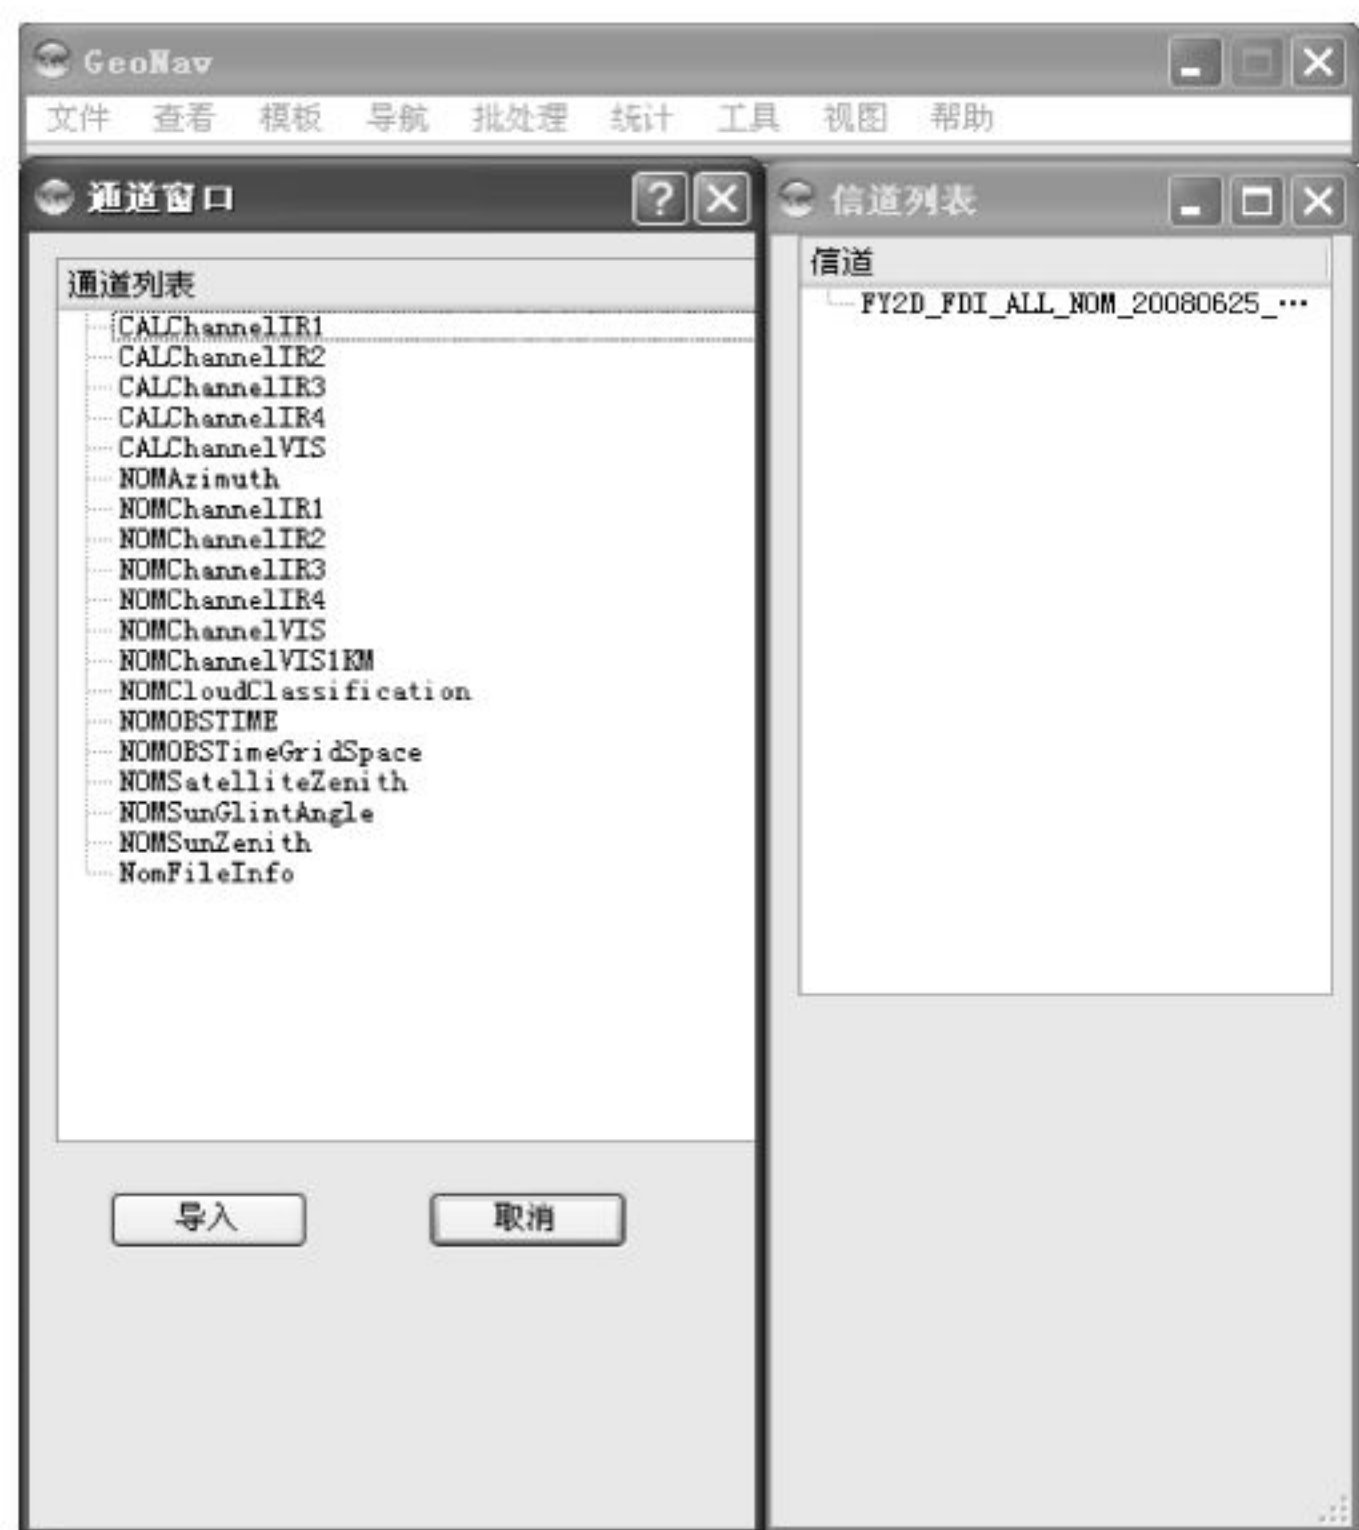 GeoNav
文件 查看 模板 导航 批处理 统计 工具 视图 帮助
通道窗口
通道列表
CALChannelIR1
CALChannelIR2
CALChannelIR3
CALChannelIR4
CALChannelVIS
NOMAzimuth
NOMChannelIR1
NOMChannelIR2
NOMChannelIR3
NOMChannelIR4
NOMChannelVIS
NOMChannelVIS1KM
NOMCloudClassification
NOMOBSTIME
NOMOBSTimeGridSpace
NOMSatelliteZenith
NOMSunGlintAngle
NOMSunZenith
NomFileInfo
导入 取消
信道列表
信道
FY2D_FDI_ALL_NOM_20080625_···